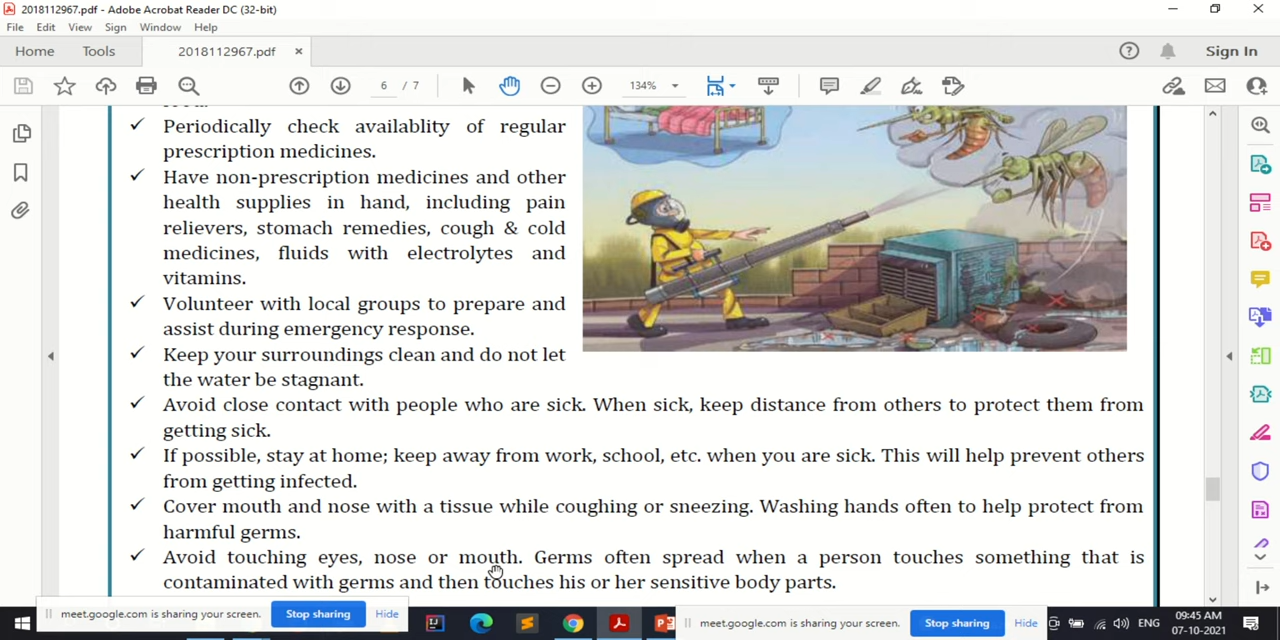 2018112967.pdf - Adobe Acrobat Reader DC (32-bit)
File Edit View Sign Window Help
Home Tools 2018112967.pdf × Sign In
6 / 7 134%
Periodically check availablity of regular
prescription medicines.
Have non-prescription medicines and other
health supplies in hand, including pain
relievers, stomach remedies, cough & cold
medicines, fluids with electrolytes and
vitamins.
Volunteer with local groups to prepare and
assist during emergency response.
Keep your surroundings clean and do not let
the water be stagnant.
Avoid close contact with people who are sick. When sick, keep distance from others to protect them from
getting sick.
If possible, stay at home; keep away from work, school, etc. when you are sick. This will help prevent others
from getting infected.
Cover mouth and nose with a tissue while coughing or sneezing. Washing hands often to help protect from
harmful germs.
Avoid touching eyes, nose or mouth. Germs often spread when a person touches something that is
contaminated with germs and then touches his or her sensitive body parts.
meet.google.com is sharing your screen. Stop sharing Hide
meet.google.com is sharing your screen. Stop sharing Hide
ENG
09:45 AM
07-10-2021